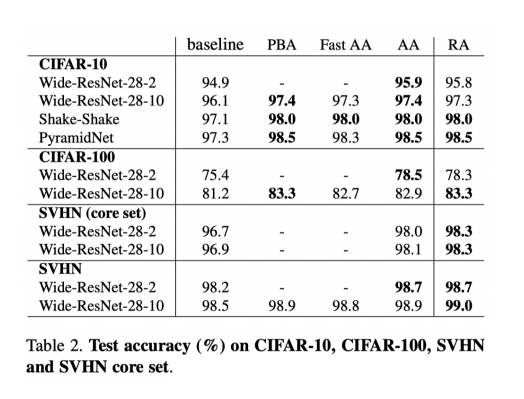 baseline PBA Fast AA AA RA
CIFAR-10
Wide-ResNet-28-2 94.9 - - 95.9 95.8
Wide-ResNet-28-10 96.1 97.4 97.3 97.4 97.3
Shake-Shake 97.1 98.0 98.0 98.0 98.0
PyramidNet 97.3 98.5 98.3 98.5 98.5
CIFAR-100
Wide-ResNet-28-2 75.4 - - 78.5 78.3
Wide-ResNet-28-10 81.2 83.3 82.7 82.9 83.3
SVHN (core set)
Wide-ResNet-28-2 96.7 - - 98.0 98.3
Wide-ResNet-28-10 96.9 - - 98.1 98.3
SVHN
Wide-ResNet-28-2 98.2 - - 98.7 98.7
Wide-ResNet-28-10 98.5 98.9 98.8 98.9 99.0
Table 2. Test accuracy (%) on CIFAR-10, CIFAR-100, SVHN
and SVHN core set.